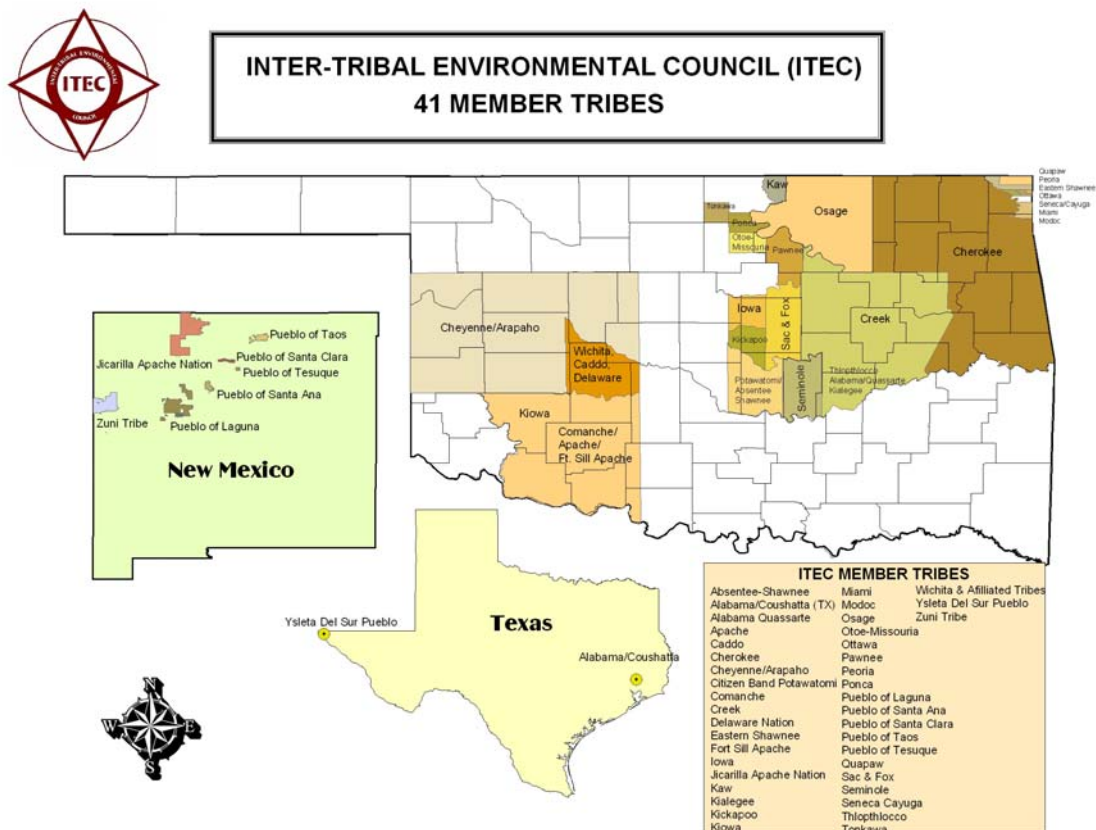 INTER-TRIBAL ENVIRONMENTAL
ITEC
COUNCIL
INTER-TRIBAL ENVIRONMENTAL COUNCIL (ITEC)
41 MEMBER TRIBES
Quapaw
Peoria
Eastern Shawnee
Ottawa
Seneca/Cayuga
Miami
Modoc
Kaw
Tonkawa
Ponca
Otoe-
Missouria
Osage
Pawnee
Cherokee
Cheyenne/Arapaho
Iowa
Kickapoo
Sac & Fox
Creek
Wichita,
Caddo,
Delaware
Potawatomi/
Absentee
Shawnee
Seminole
Thlopthlocco
Alabama/Quassarte
Kialegee
Kiowa
Comanche/
Apache/
Ft. Sill Apache
Pueblo of Taos
Jicarilla Apache Nation
Pueblo of Santa Clara
Pueblo of Tesuque
Pueblo of Santa Ana
Zuni Tribe
Pueblo of Laguna
New Mexico
Ysleta Del Sur Pueblo
Texas
Alabama/Coushatta
N
W
E
S
ITEC MEMBER TRIBES
Absentee-Shawnee
Alabama/Coushatta (TX)
Alabama Quassarte
Apache
Caddo
Cherokee
Cheyenne/Arapaho
Citizen Band Potawatomi
Comanche
Creek
Delaware Nation
Eastern Shawnee
Fort Sill Apache
Iowa
Jicarilla Apache Nation
Kaw
Kialegee
Kickapoo
Kiowa
Miami
Modoc
Osage
Otoe-Missouria
Ottawa
Pawnee
Peoria
Ponca
Pueblo of Laguna
Pueblo of Santa Ana
Pueblo of Santa Clara
Pueblo of Taos
Pueblo of Tesuque
Quapaw
Sac & Fox
Seminole
Seneca Cayuga
Thlopthlocco
Tonkawa
Wichita & Afilliated Tribes
Ysleta Del Sur Pueblo
Zuni Tribe